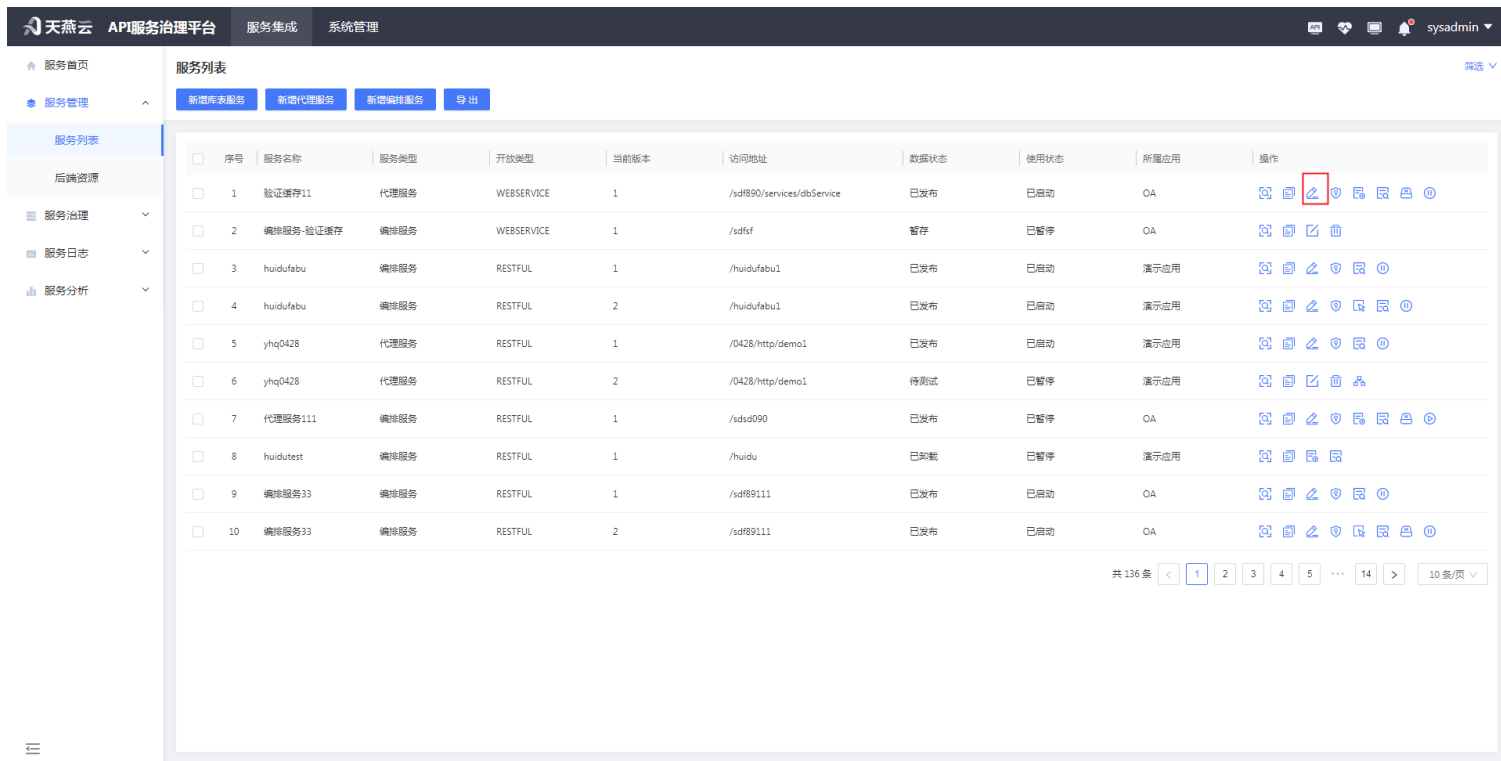 天燕云 API服务治理平台 服务集成 系统管理 API sysadmin
服务首页
服务管理
服务列表
后端资源
服务治理
服务日志
服务分析
服务列表 筛选
新增库表服务 新增代理服务 新增编排服务 导出
序号 服务名称 服务类型 开放类型 当前版本 访问地址 数据状态 使用状态 所属应用 操作
1 验证缓存11 代理服务 WEBSERVICE 1 /sdf890/services/dbService 已发布 已启动 OA
2 编排服务-验证缓存 编排服务 WEBSERVICE 1 /sdfsf 暂存 已暂停 OA
3 huidufabu 编排服务 RESTFUL 1 /huidufabu1 已发布 已启动 演示应用
4 huidufabu 编排服务 RESTFUL 2 /huidufabu1 已发布 已启动 演示应用
5 yhq0428 代理服务 RESTFUL 1 /0428/http/demo1 已发布 已启动 演示应用
6 yhq0428 代理服务 RESTFUL 2 /0428/http/demo1 待测试 已暂停 演示应用
7 代理服务111 编排服务 RESTFUL 1 /sdsd090 已发布 已暂停 OA
8 huidutest 编排服务 RESTFUL 1 /huidu 已卸载 已暂停 演示应用
9 编排服务33 编排服务 RESTFUL 1 /sdf89111 已发布 已启动 OA
10 编排服务33 编排服务 RESTFUL 2 /sdf89111 已发布 已启动 OA
共 136 条 < 1 2 3 4 5 ··· 14 > 10 条/页